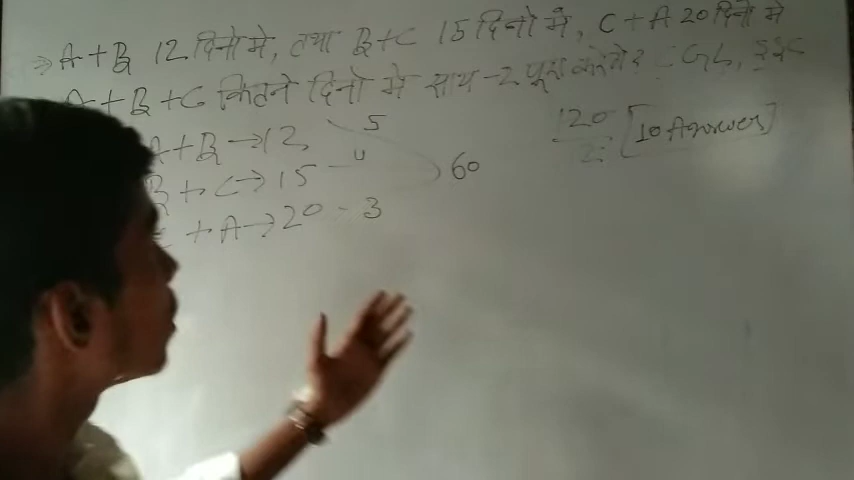 ⇒ A + B 12 दिनो मे, तथा B+C 15 दिनो मे, C + A 20 दिनो मे
A + B + C कितने दिनो मे साथ-2 पूरा करेगे?
A + B → 12 5
B + C → 15 - 4
60
+ A → 20 - 3
120
[10 Answer]